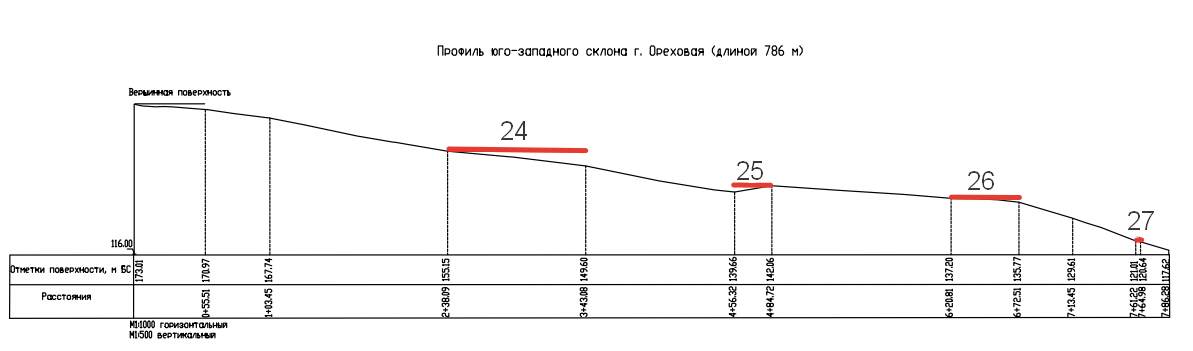 Профиль юго-западного склона г. Ореховая (длиной 786 м)
Вершинная поверхность
24
25
26
27
116.00
Отметки поверхности, м БС 173.01 170.97 167.74 155.15 149.60 139.66 142.06 137.20 135.77 129.61 121.01 120.64 117.62
Расстояния 0+55.51 1+03.45 2+38.09 3+43.08 4+56.32 4+84.72 6+20.81 6+72.51 7+13.45 7+61.22 7+64.98 7+86.28
М1:1000 горизонтальный
М1:500 вертикальный